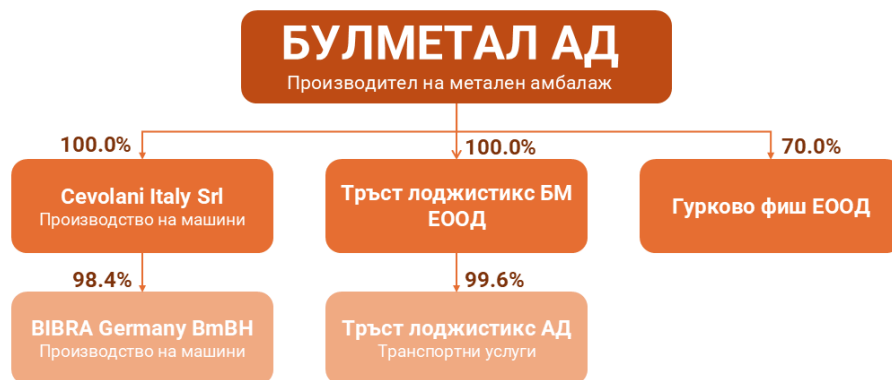 БУЛМЕТАЛ АД
Производител на метален амбалаж
100.0%
100.0%
70.0%
Cevolani Italy Srl
Производство на машини
Тръст лоджистикс БМ
ЕООД
Гурково фиш ЕООД
98.4%
99.6%
BIBRA Germany BmBH
Производство на машини
Тръст лоджистикс АД
Транспортни услуги